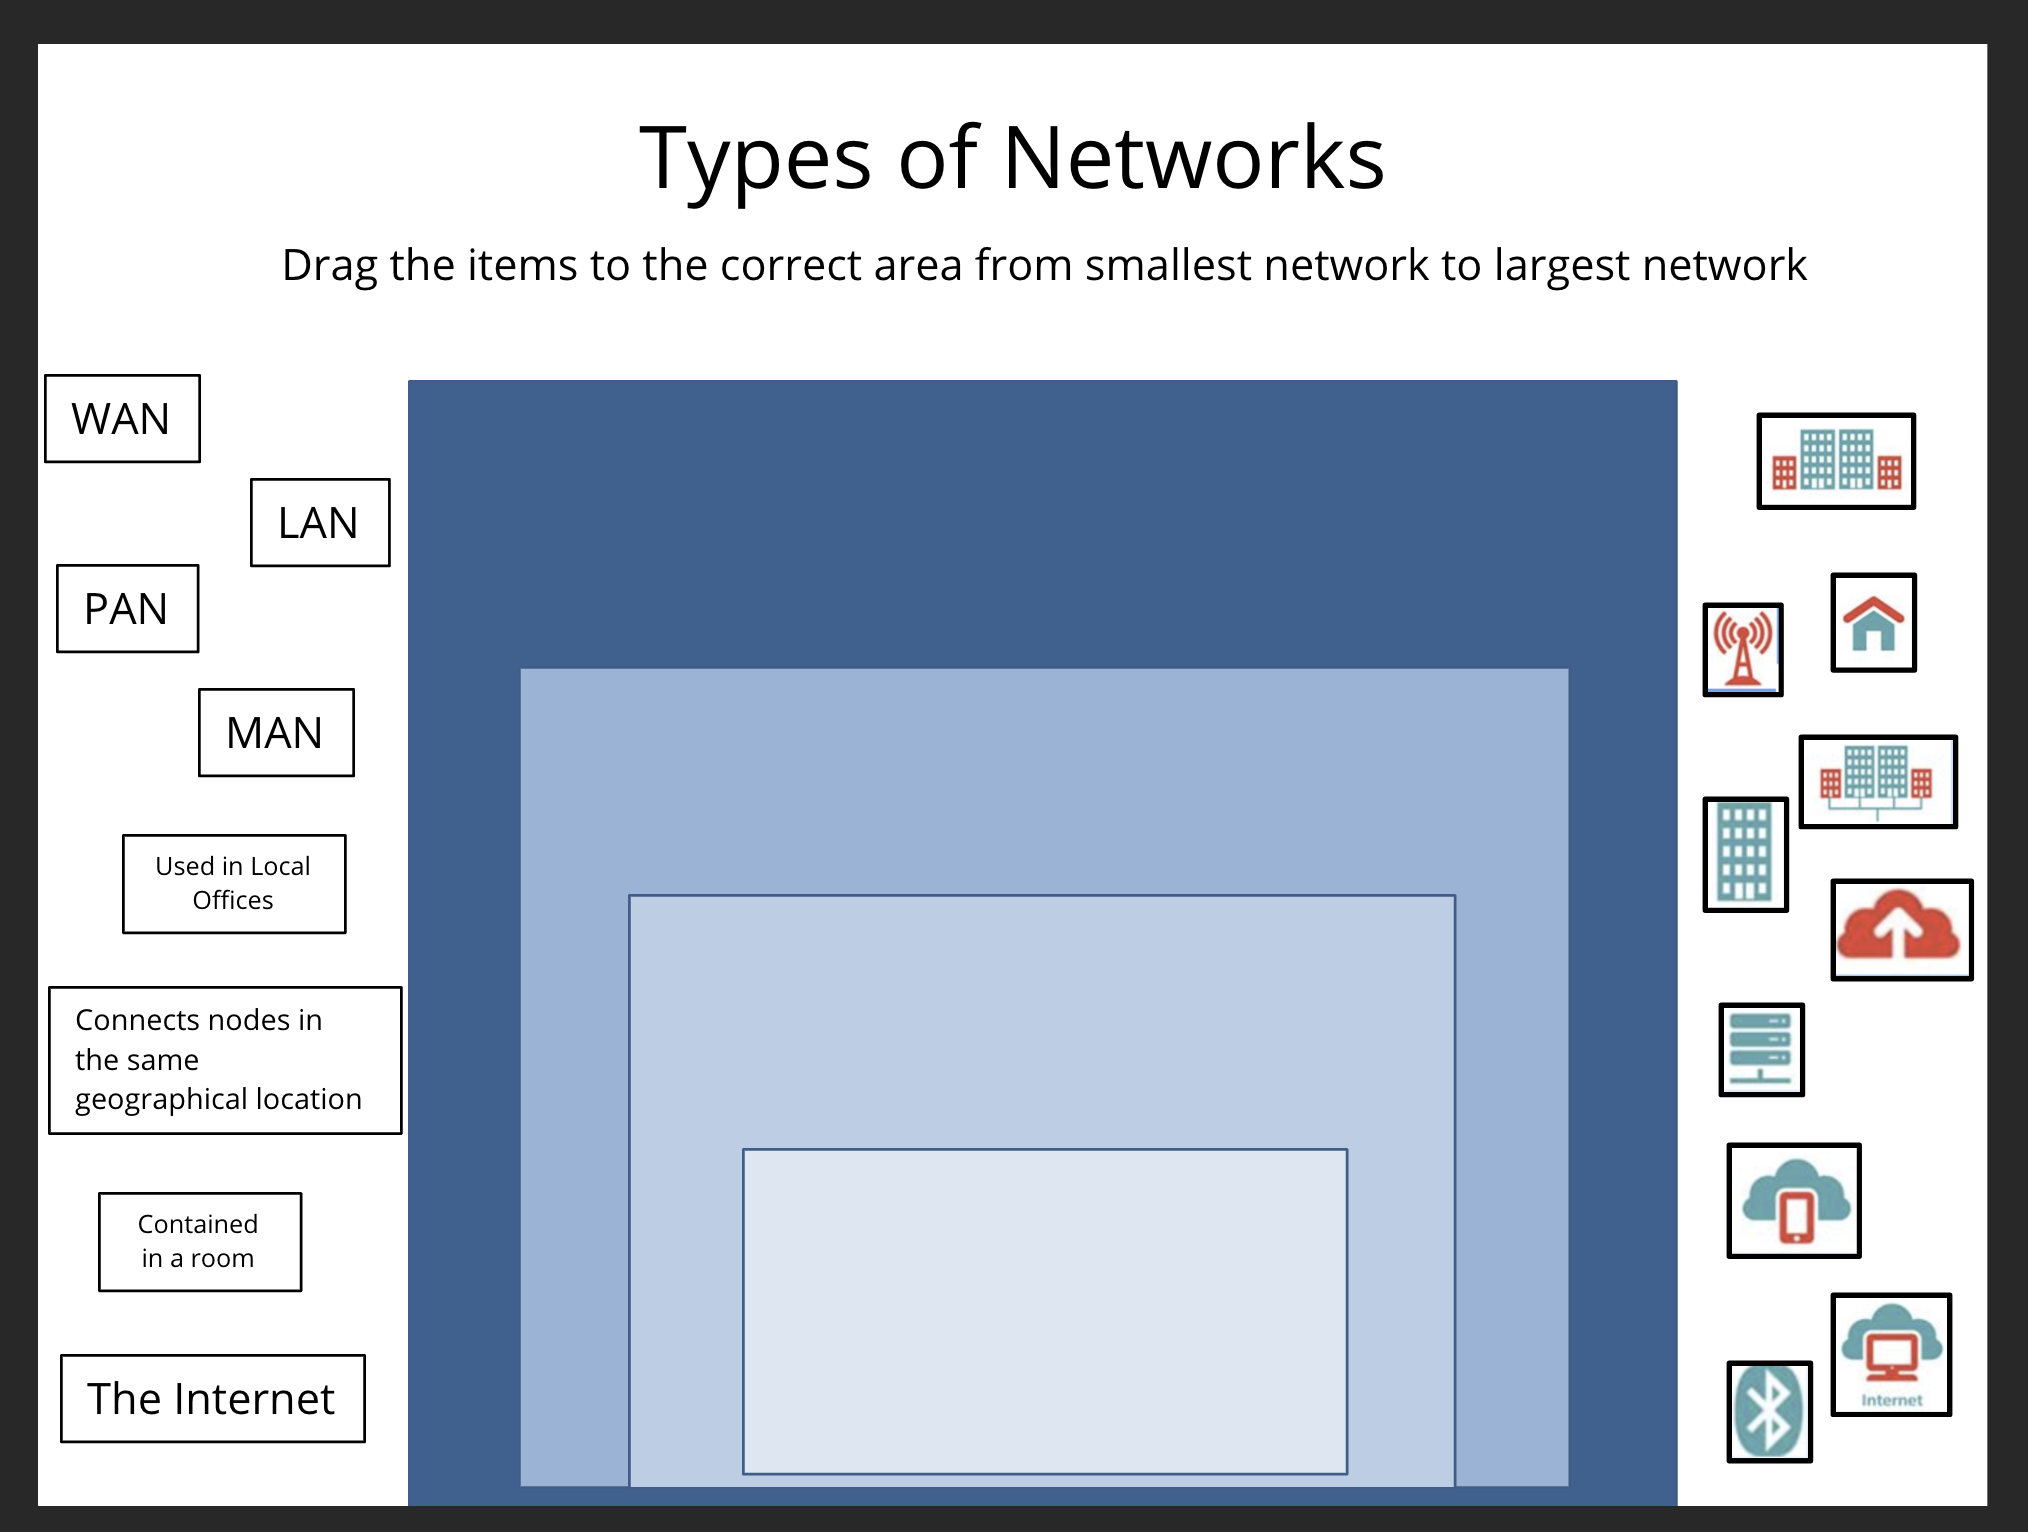 Types of Networks
Drag the items to the correct area from smallest network to largest network
WAN
LAN
PAN
MAN
Used in Local
Offices
Connects nodes in
the same
geographical location
Contained
in a room
The Internet
Internet